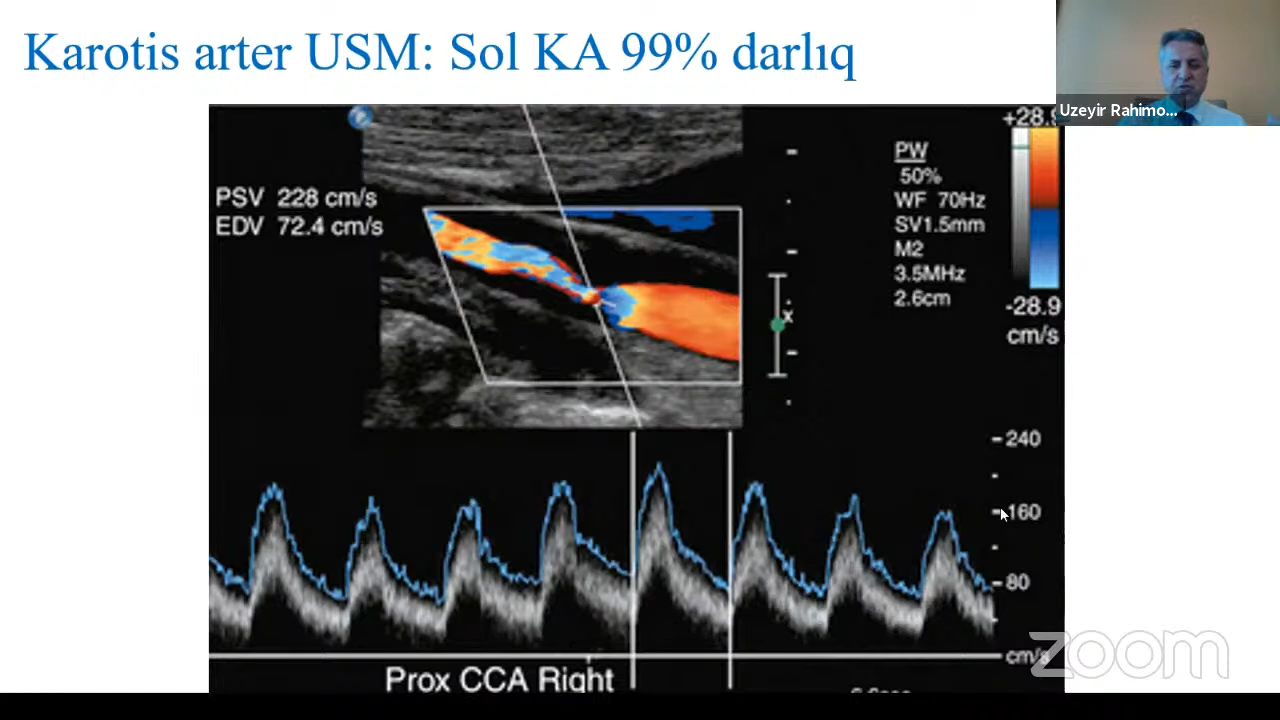 Karotis arter USM: Sol KA 99% darlıq
Uzeyir Rahimo...
PSV 228 cm/s
EDV 72.4 cm/s
PW
50%
WF 70Hz
SV1.5mm
M2
3.5MHz
2.6cm
+28.9
-28.9
cm/s
x
240
160
80
cm/s
Prox CCA Right
zoom